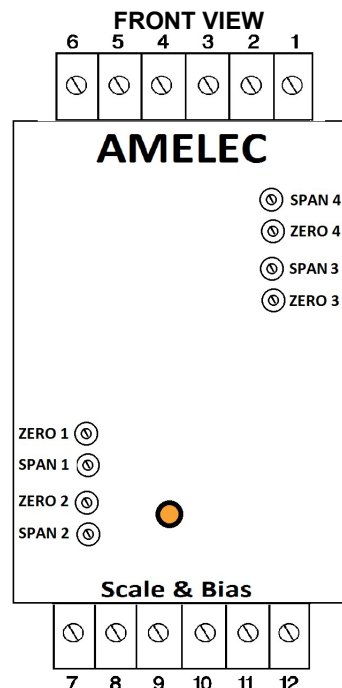 FRONT VIEW
6 5 4 3 2 1
AMELEC
SPAN 4
ZERO 4
SPAN 3
ZERO 3
ZERO 1
SPAN 1
ZERO 2
SPAN 2
Scale & Bias
7 8 9 10 11 12